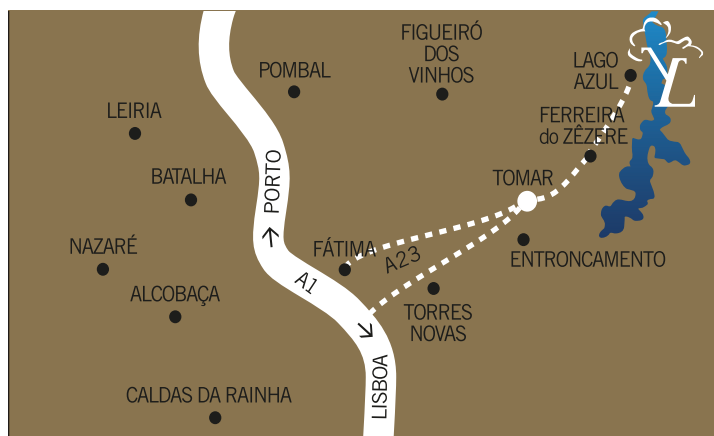 FIGUEIRÓ
DOS
VINHOS
POMBAL
LAGO
AZUL
YL
LEIRIA
FERREIRA
do ZÊZERE
BATALHA
PORTO
TOMAR
NAZARÉ
FÁTIMA
A23
ENTRONCAMENTO
ALCOBAÇA
A1
TORRES
NOVAS
LISBOA
CALDAS DA RAINHA